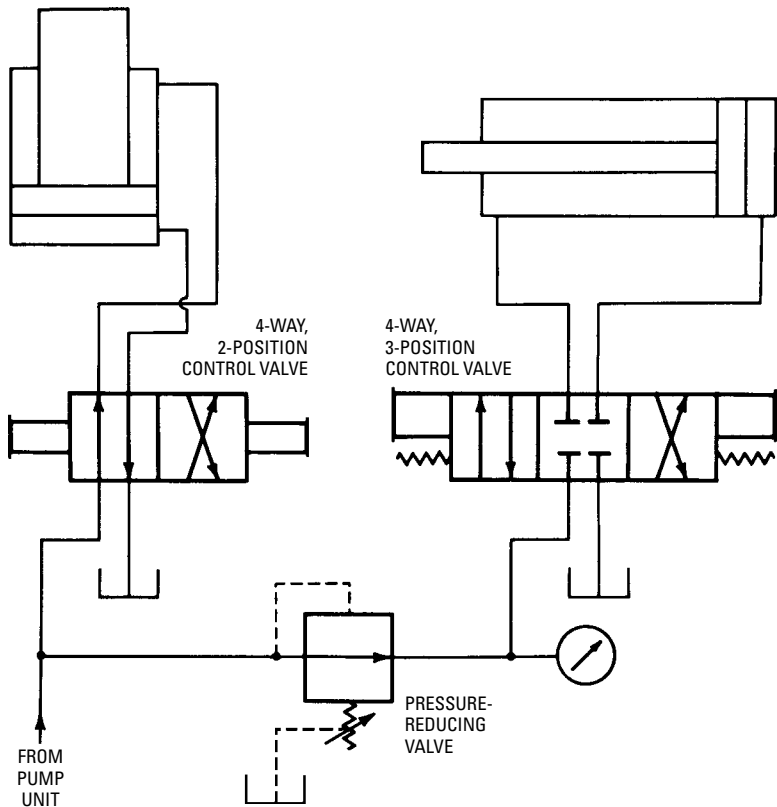 4-WAY,
2-POSITION
CONTROL VALVE
4-WAY,
3-POSITION
CONTROL VALVE
PRESSURE-
REDUCING
VALVE
FROM
PUMP
UNIT